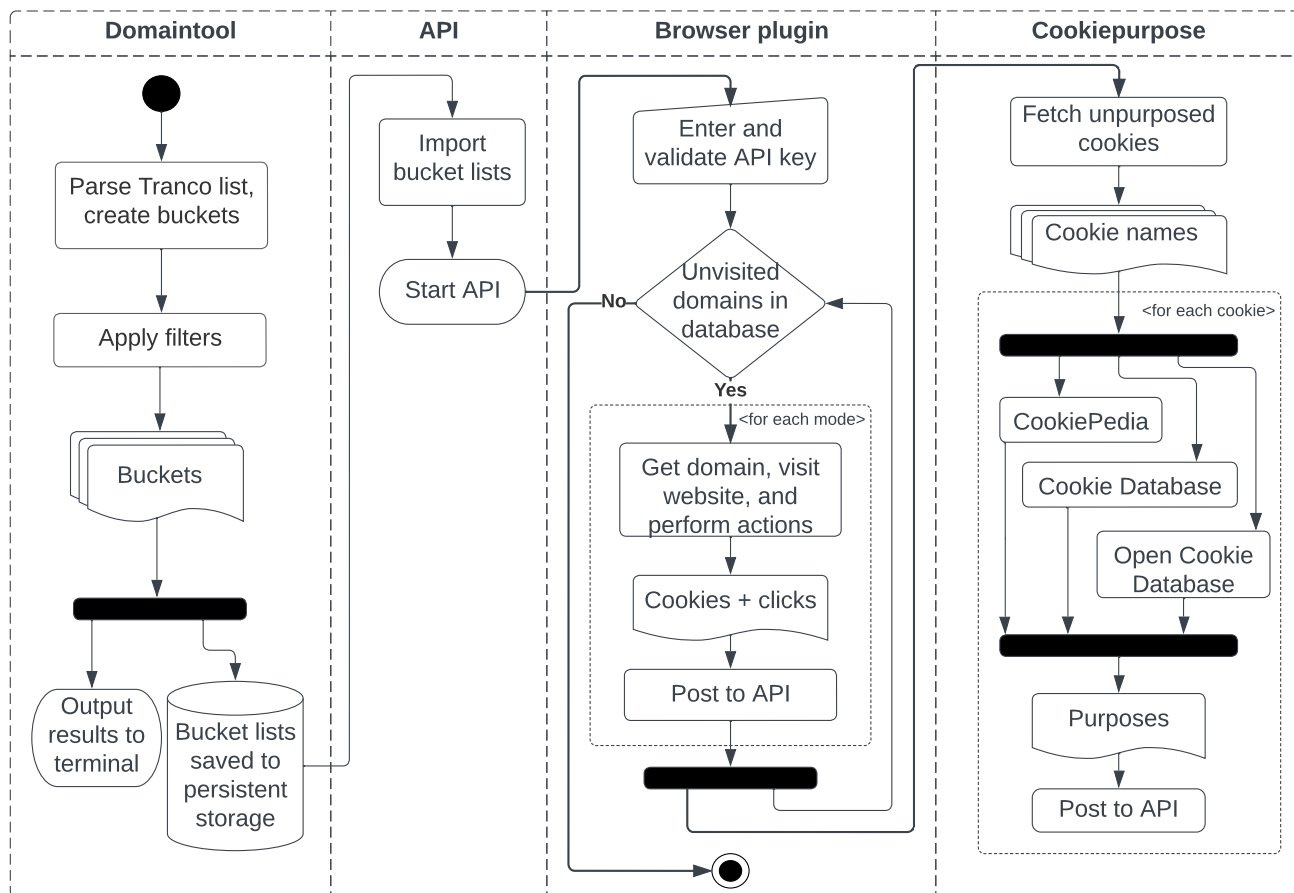 Domaintool
API
Browser plugin
Cookiepurpose
Parse Tranco list,
create buckets
Apply filters
Buckets
Output
results to
terminal
Bucket lists
saved to
persistent
storage
Import
bucket lists
Start API
Enter and
validate API key
Unvisited
domains in
database
No
Yes
<for each mode>
Get domain, visit
website, and
perform actions
Cookies + clicks
Post to API
Fetch unpurposed
cookies
Cookie names
<for each cookie>
CookiePedia
Cookie Database
Open Cookie
Database
Purposes
Post to API